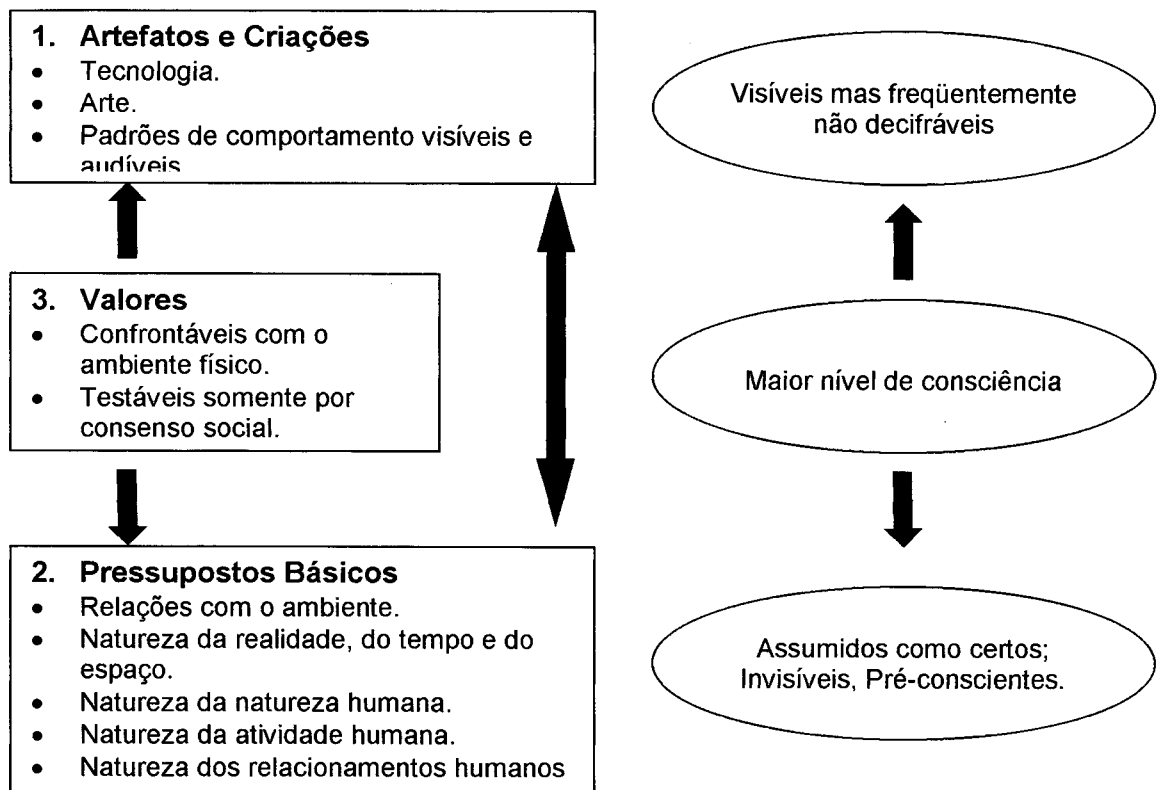 1. Artefatos e Criações
• Tecnologia.
• Arte.
• Padrões de comportamento visíveis e
audíveis
Visíveis mas freqüentemente
não decifráveis
3. Valores
• Confrontáveis com o
ambiente físico.
• Testáveis somente por
consenso social.
Maior nível de consciência
2. Pressupostos Básicos
• Relações com o ambiente.
• Natureza da realidade, do tempo e do
espaço.
• Natureza da natureza humana.
• Natureza da atividade humana.
• Natureza dos relacionamentos humanos
Assumidos como certos;
Invisíveis, Pré-conscientes.